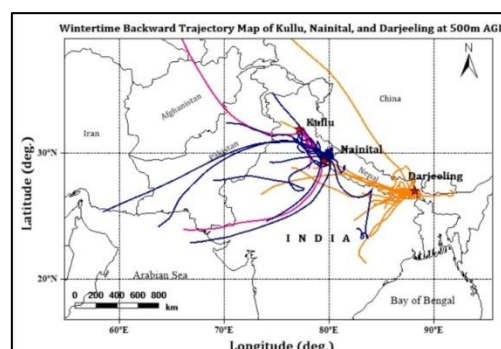 Wintertime Backward Trajectory Map of Kullu, Nainital, and Darjeeling at 500m AGL
N
Afghanistan
China
Iran
Kullu
Pakistan
Nainital
Nepal
Darjeeling
30°N
30°N
Latitude (deg.)
INDIA
20°N
20°N
Arabian Sea
0 200 400 600 800
km
Bay of Bengal
60°E 70°E 80°E 90°E
Longitude (deg.)